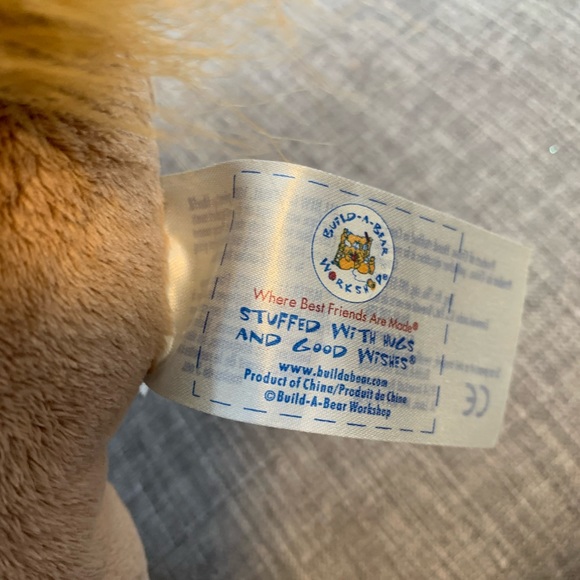 BUILD-A-BEAR
WORKSHOP®
Where Best Friends Are Made®
STUFFED WITH HUGS
AND GOOD WISHES®
www.buildabear.com
Product of China/Produit de Chine
©Build-A-Bear Workshop
CE